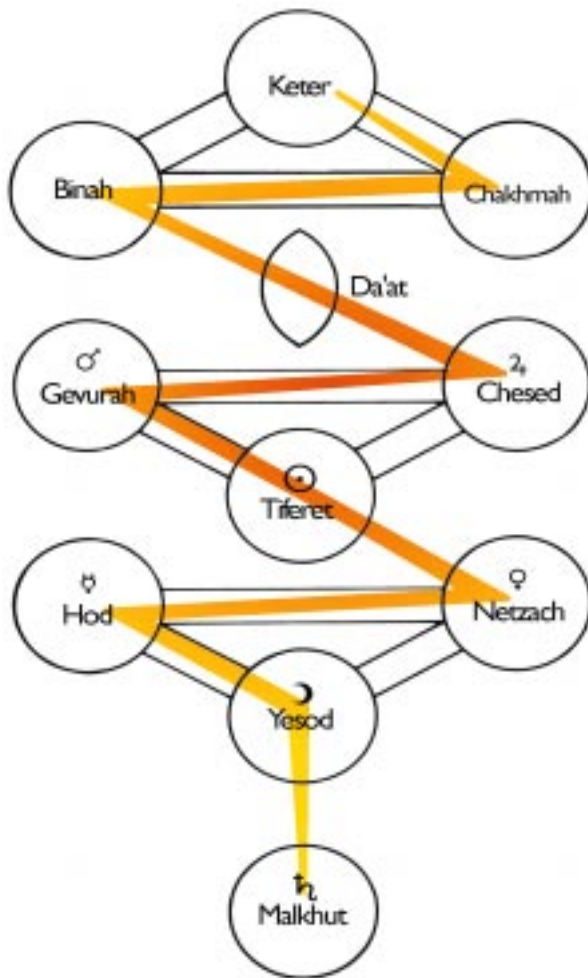 Keter
Binah
Chakhmah
Da'at
♂
Gevurah
♃
Chesed
☉
Tiferet
☿
Hod
♀
Netzach
☽
Yesod
♄
Malkhut